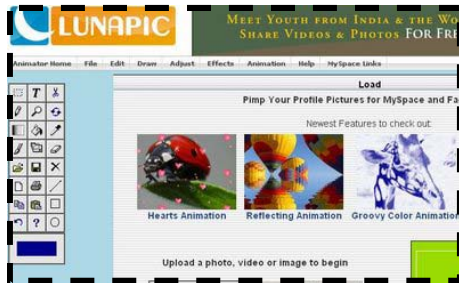 LUNAPIC
MEET YOUTH FROM INDIA & THE WO
SHARE VIDEOS & PHOTOS FOR FRE
Animator Home File Edit Draw Adjust Effects Animation Help MySpace Links
T
Load
Pimp Your Profile Pictures for MySpace and Fa
Newest Features to check out:
Hearts Animation Reflecting Animation Groovy Color Animation
?
Upload a photo, video or image to begin